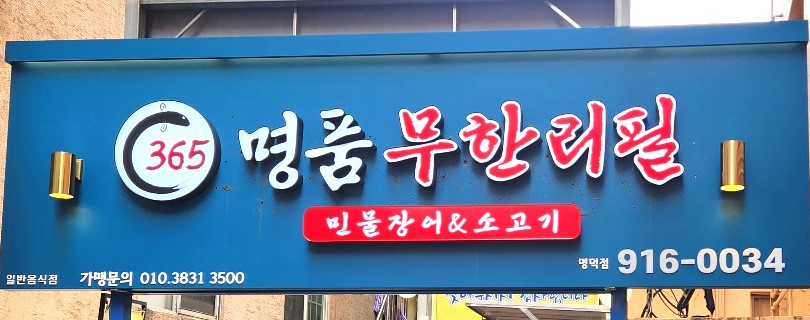 365 명품 무한리필
민물장어&소고기
명덕점 916-0034
일반음식점 가맹문의 010.3831 3500